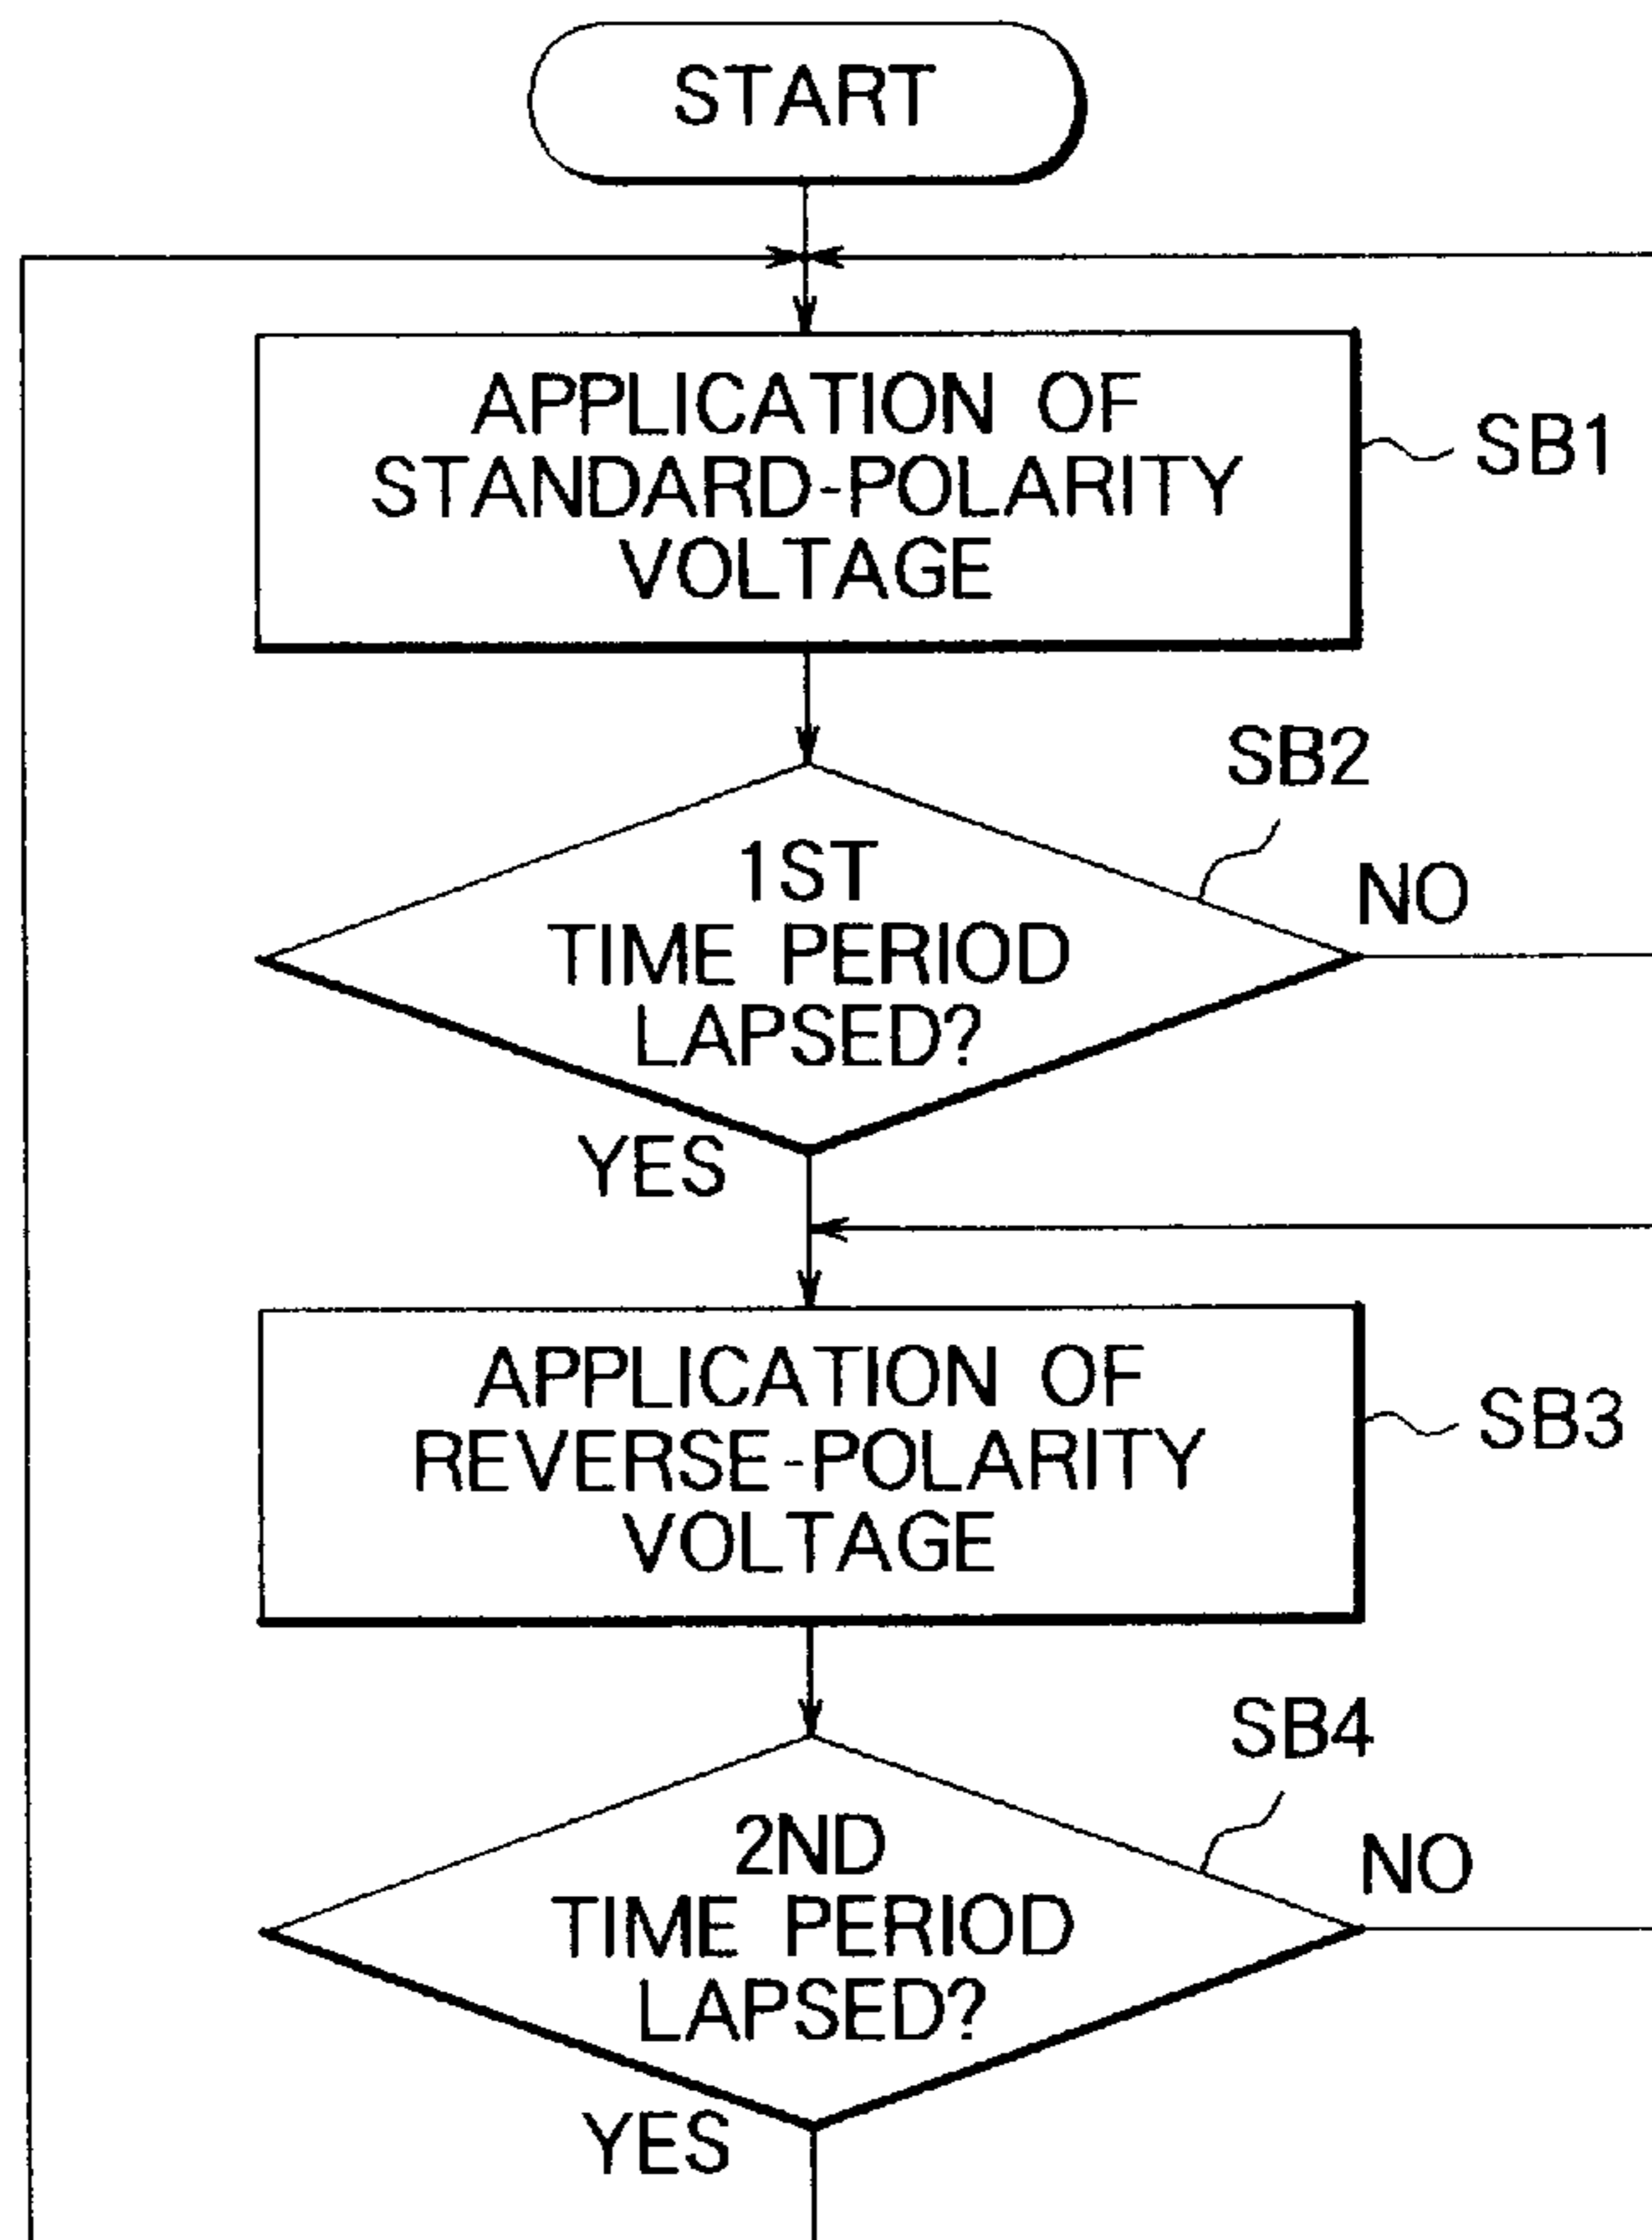 START
APPLICATION OF
STANDARD-POLARITY
VOLTAGE
SB1
SB2
1ST
TIME PERIOD
LAPSED?
NO
YES
APPLICATION OF
REVERSE-POLARITY
VOLTAGE
SB3
SB4
2ND
TIME PERIOD
LAPSED?
NO
YES